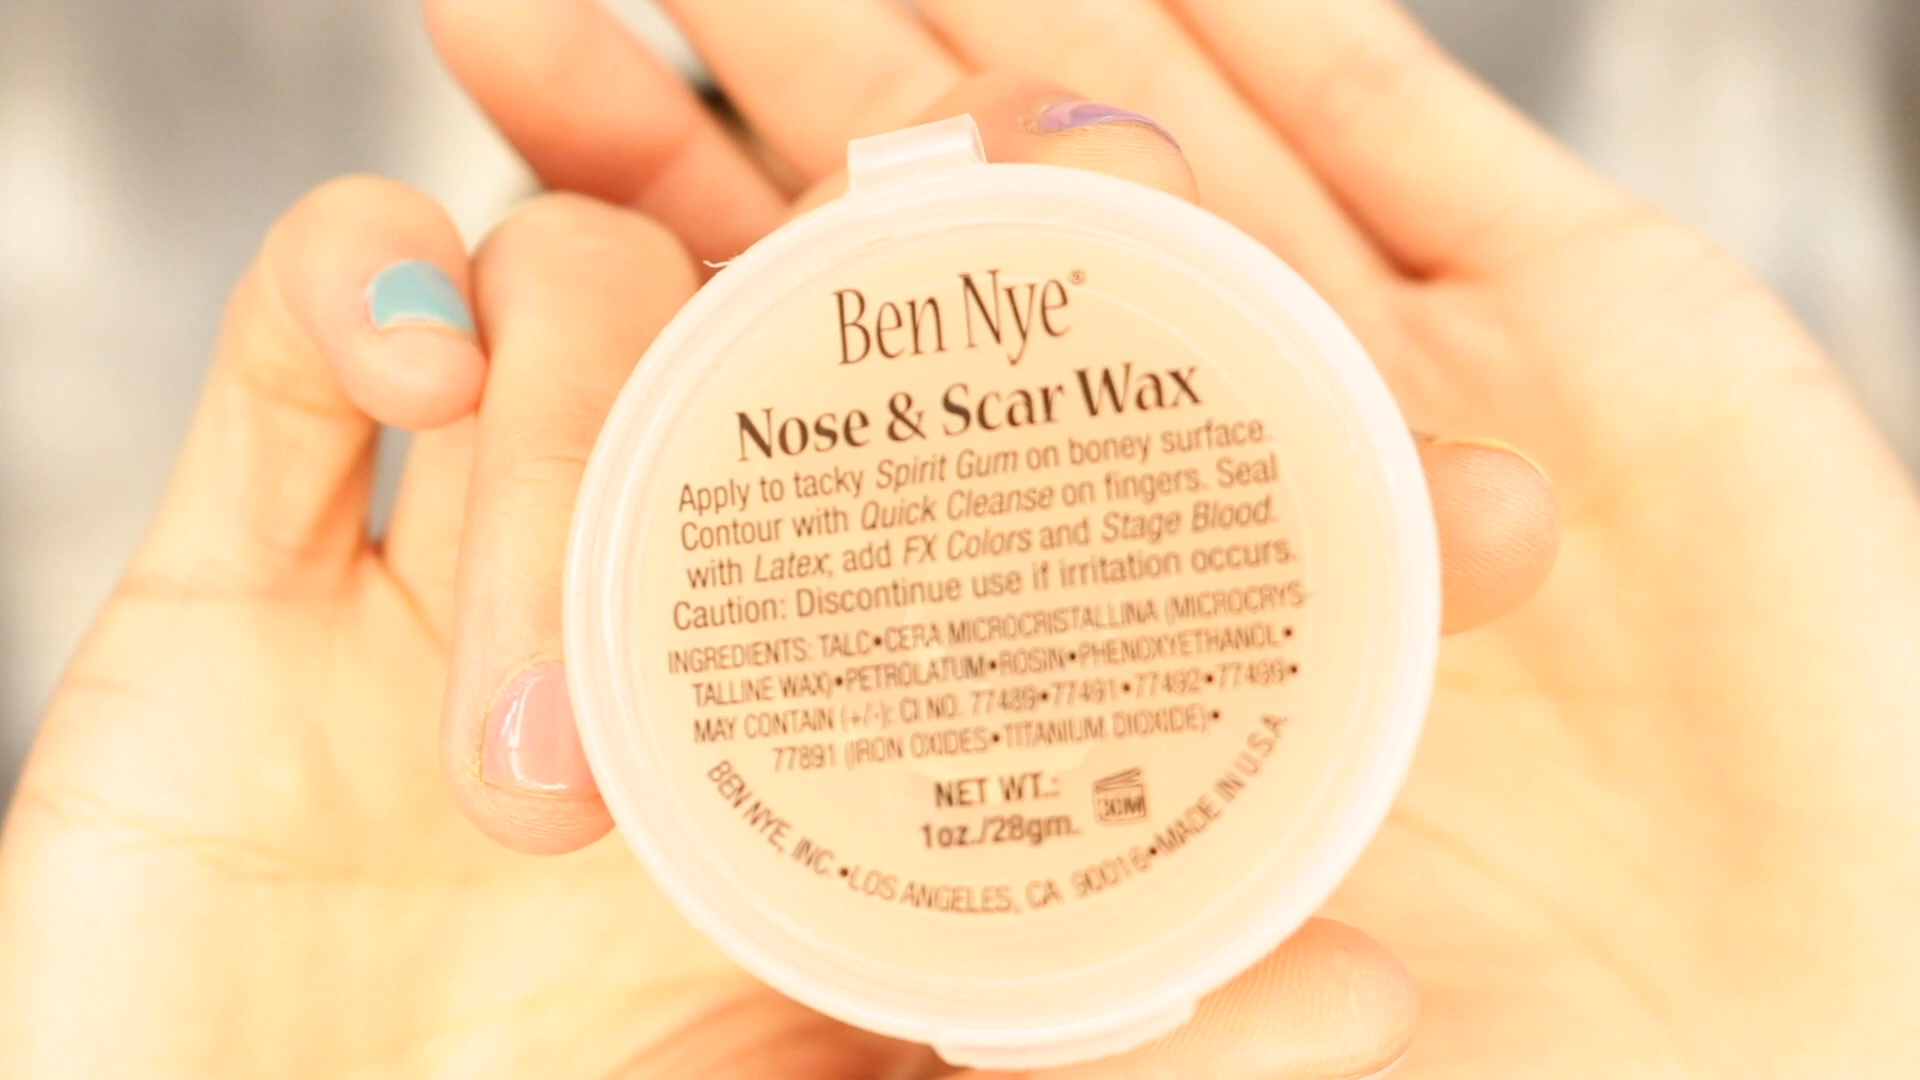 Ben Nye®
Nose & Scar Wax
Apply to tacky Spirit Gum on boney surface.
Contour with Quick Cleanse on fingers. Seal
with Latex; add FX Colors and Stage Blood.
Caution: Discontinue use if irritation occurs.
INGREDIENTS: TALC•CERA MICROCRISTALLINA (MICROCRYS-
TALLINE WAX)•PETROLATUM•ROSIN•PHENOXYETHANOL•
MAY CONTAIN (+/-): CI NO. 77489•77491•77492•77499•
77891 (IRON OXIDES•TITANIUM DIOXIDE)•
NET WT.:
1oz./28gm.
BEN NYE, INC.•LOS ANGELES, CA 90016•MADE IN U.S.A.